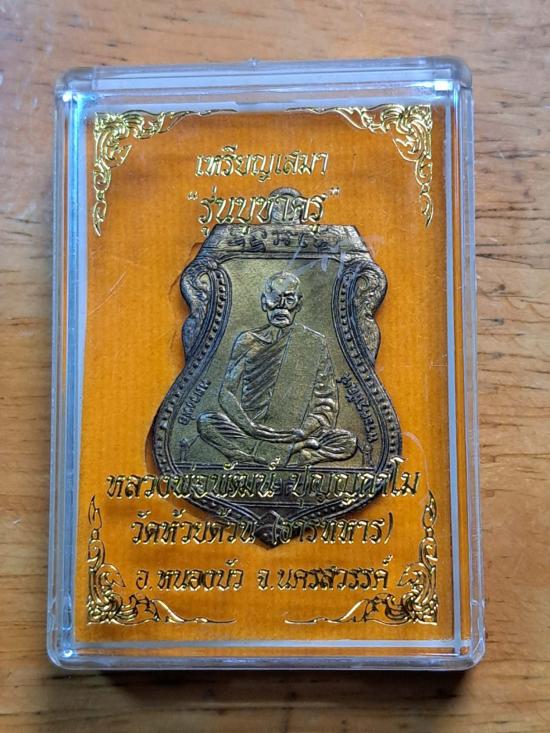 เหรียญเสมา
"รุ่นบูชาครู"
หลวงพ่อพัฒน์ ปุญญกาโม
วัดห้วยด้วน (ธารทหาร)
อ.หนองบัว จ.นครสวรรค์